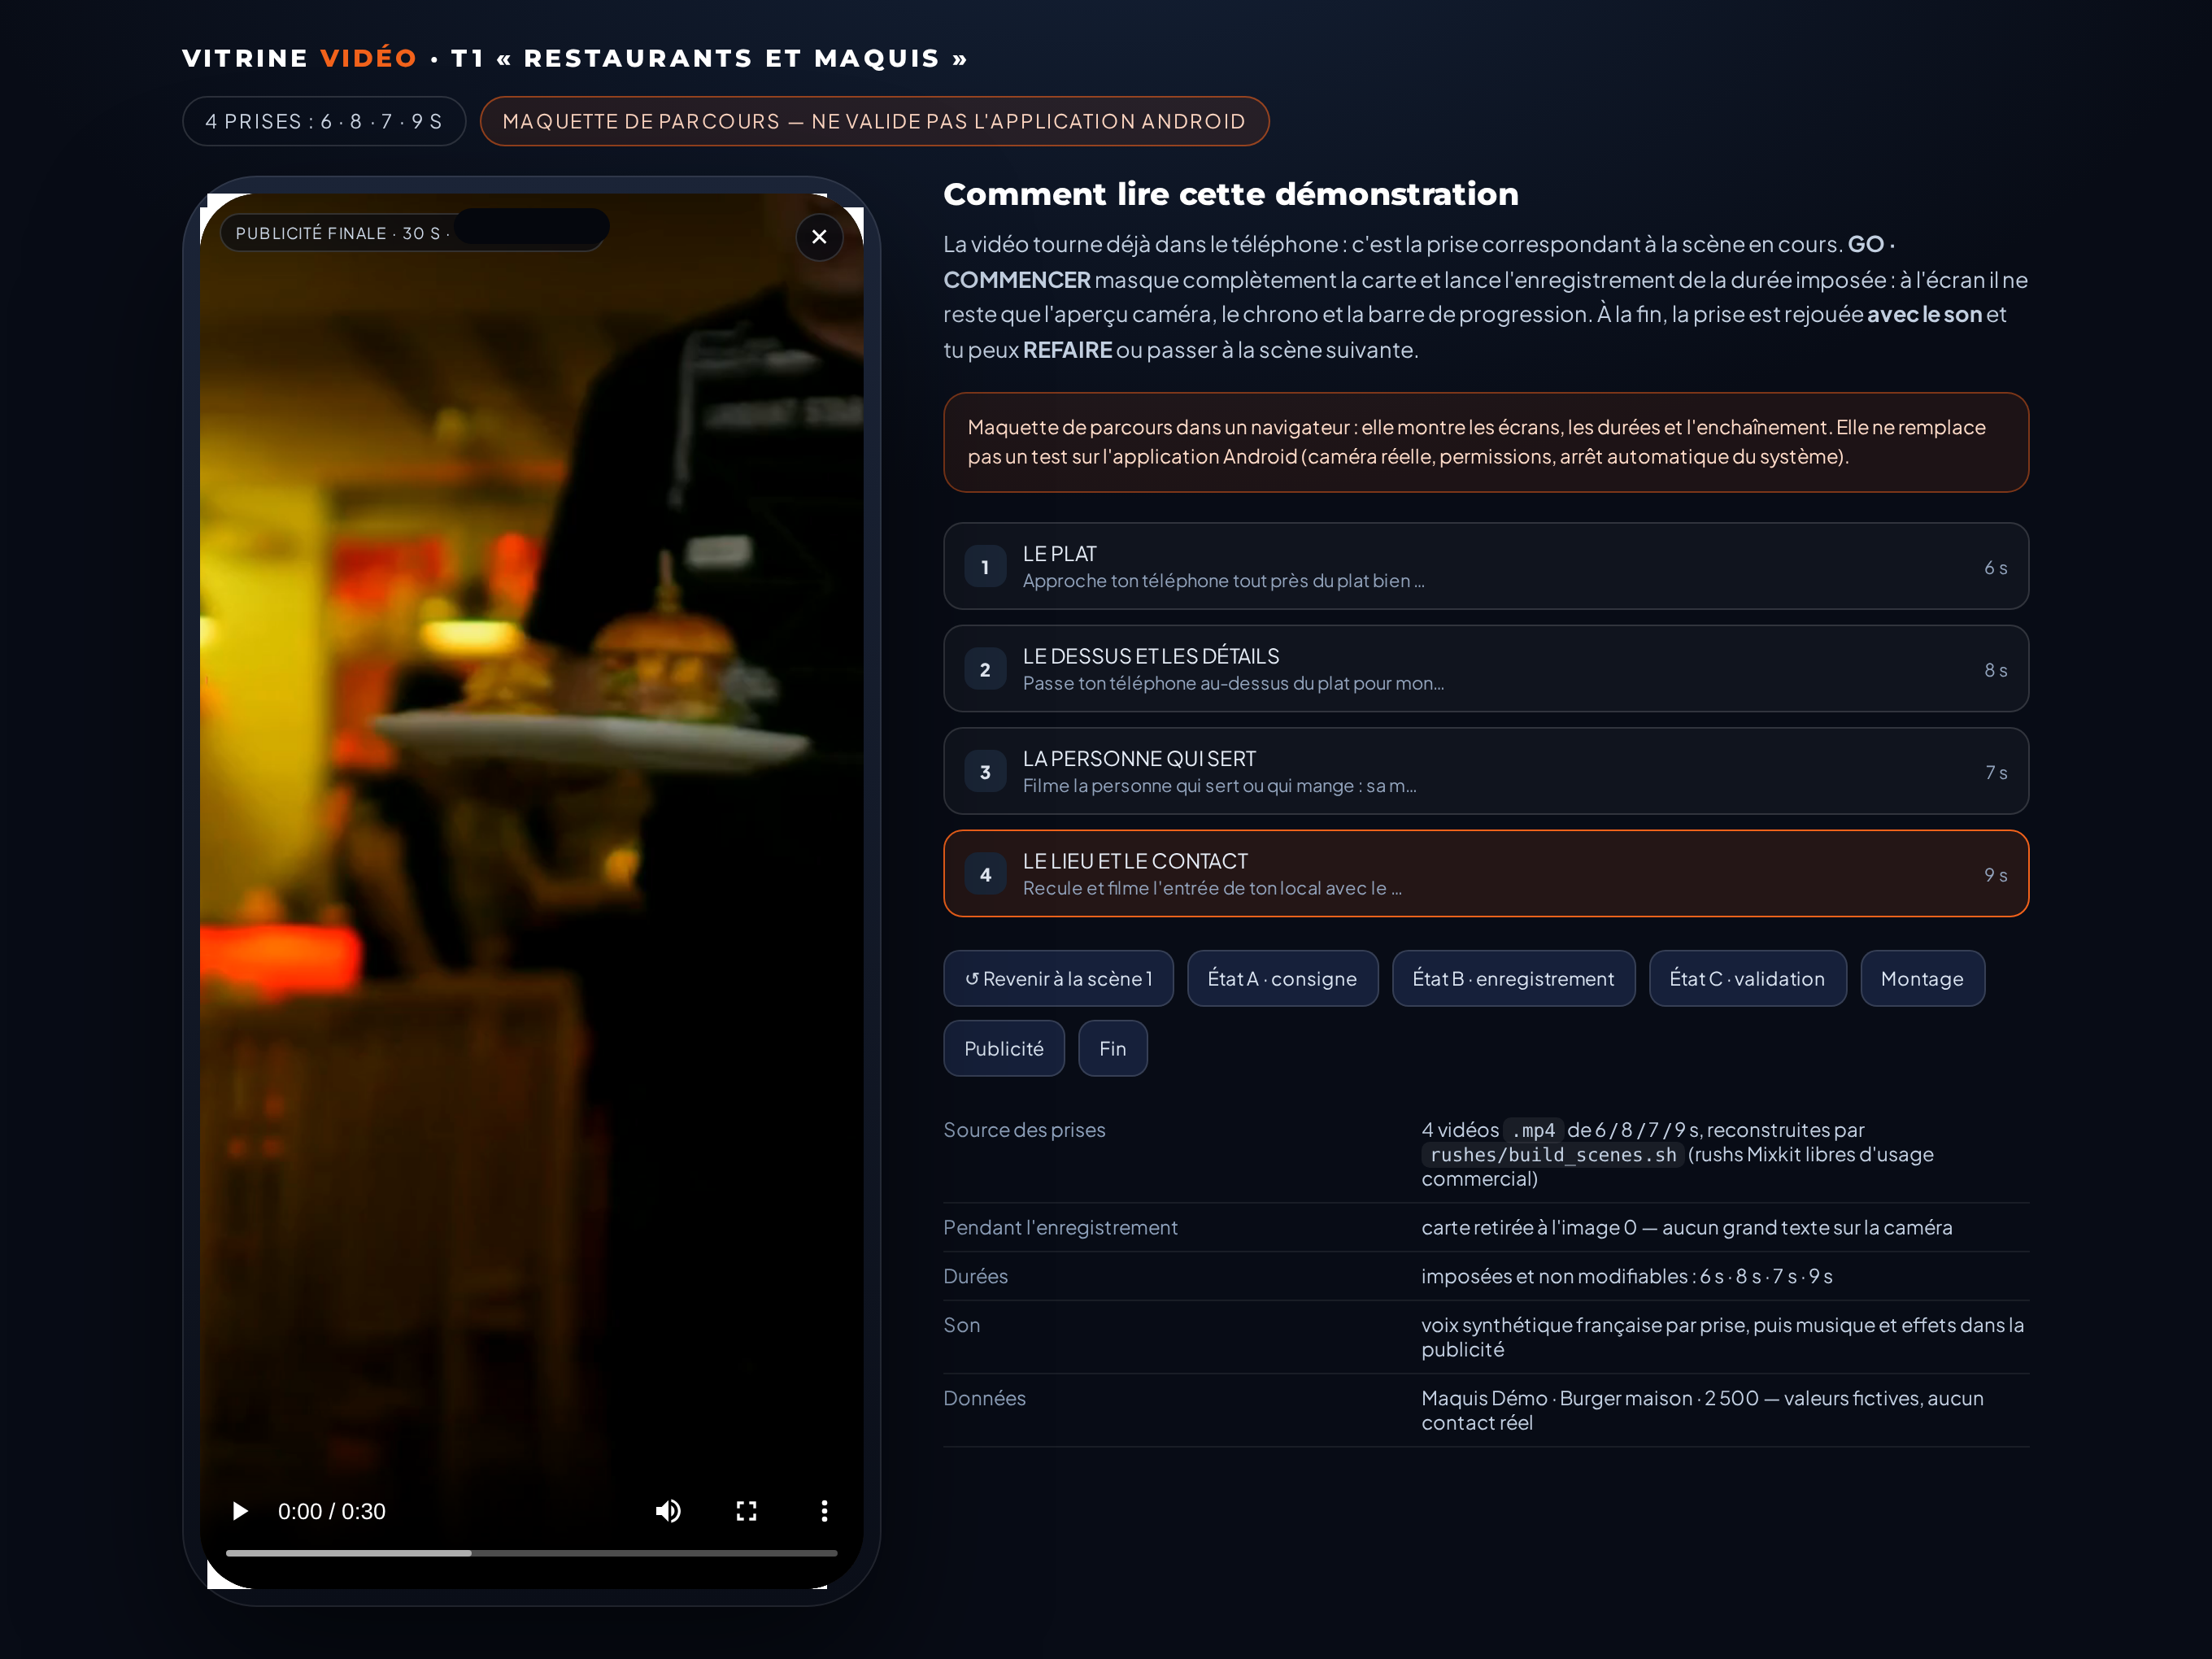 VITRINE VIDÉO · T1 « RESTAURANTS ET MAQUIS »
4 PRISES : 6 · 8 · 7 · 9 S
MAQUETTE DE PARCOURS — NE VALIDE PAS L'APPLICATION ANDROID
PUBLICITÉ FINALE · 30 S ·
0:00 / 0:30
Comment lire cette démonstration
La vidéo tourne déjà dans le téléphone : c'est la prise correspondant à la scène en cours. GO ·
COMMENCER masque complètement la carte et lance l'enregistrement de la durée imposée : à l'écran il ne
reste que l'aperçu caméra, le chrono et la barre de progression. À la fin, la prise est rejouée avec le son et
tu peux REFAIRE ou passer à la scène suivante.
Maquette de parcours dans un navigateur : elle montre les écrans, les durées et l'enchaînement. Elle ne remplace
pas un test sur l'application Android (caméra réelle, permissions, arrêt automatique du système).
1 LE PLAT 6 s
Approche ton téléphone tout près du plat bien ...
2 LE DESSUS ET LES DÉTAILS 8 s
Passe ton téléphone au-dessus du plat pour mon...
3 LA PERSONNE QUI SERT 7 s
Filme la personne qui sert ou qui mange : sa m...
4 LE LIEU ET LE CONTACT 9 s
Recule et filme l'entrée de ton local avec le ...
↺ Revenir à la scène 1
État A · consigne
État B · enregistrement
État C · validation
Montage
Publicité
Fin
Source des prises
4 vidéos .mp4 de 6 / 8 / 7 / 9 s, reconstruites par
rushes/build_scenes.sh (rushs Mixkit libres d'usage
commercial)
Pendant l'enregistrement
carte retirée à l'image 0 — aucun grand texte sur la caméra
Durées
imposées et non modifiables : 6 s · 8 s · 7 s · 9 s
Son
voix synthétique française par prise, puis musique et effets dans la
publicité
Données
Maquis Démo · Burger maison · 2 500 — valeurs fictives, aucun
contact réel